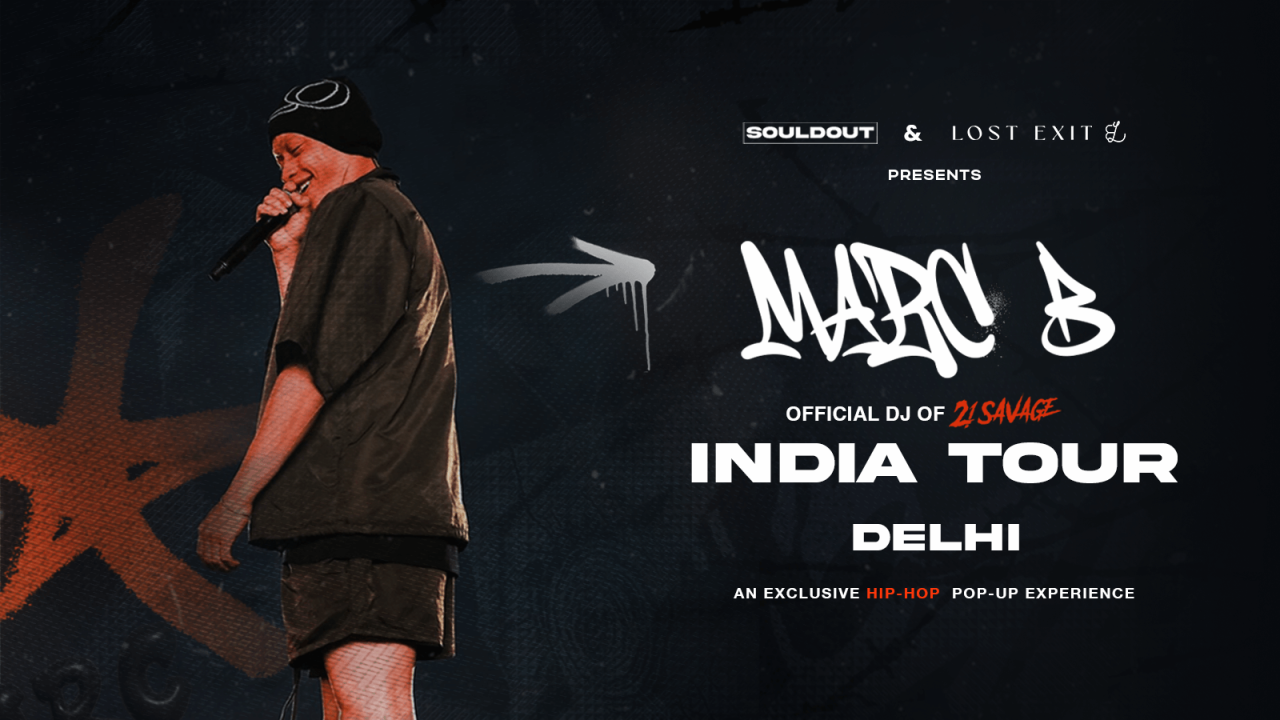 SOULDOUT & LOST EXIT
PRESENTS
MARC B
OFFICIAL DJ OF 21 SAVAGE
INDIA TOUR
DELHI
AN EXCLUSIVE HIP-HOP POP-UP EXPERIENCE